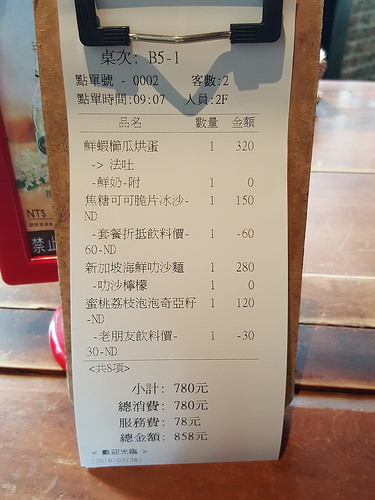 桌次: B5-1
點單號 - 0002 客數:2
點單時間:09:07 人員:2F
品名 數量 金額
鮮蝦櫛瓜烘蛋 1 320
-> 法吐
-鮮奶-附 1 0
焦糖可可脆片冰沙- 1 150
ND
-套餐折抵飲料價- 1 -60
60-ND
新加坡海鮮叻沙麵 1 280
-叻沙檸檬 1 0
蜜桃荔枝泡泡奇亞籽 1 120
-ND
-老朋友飲料價- 1 -30
30-ND
<共8項>
小計: 780元
總消費: 780元
服務費: 78元
總金額: 858元
< 歡迎光臨 >
[2016/02/28]
NTS
禁止